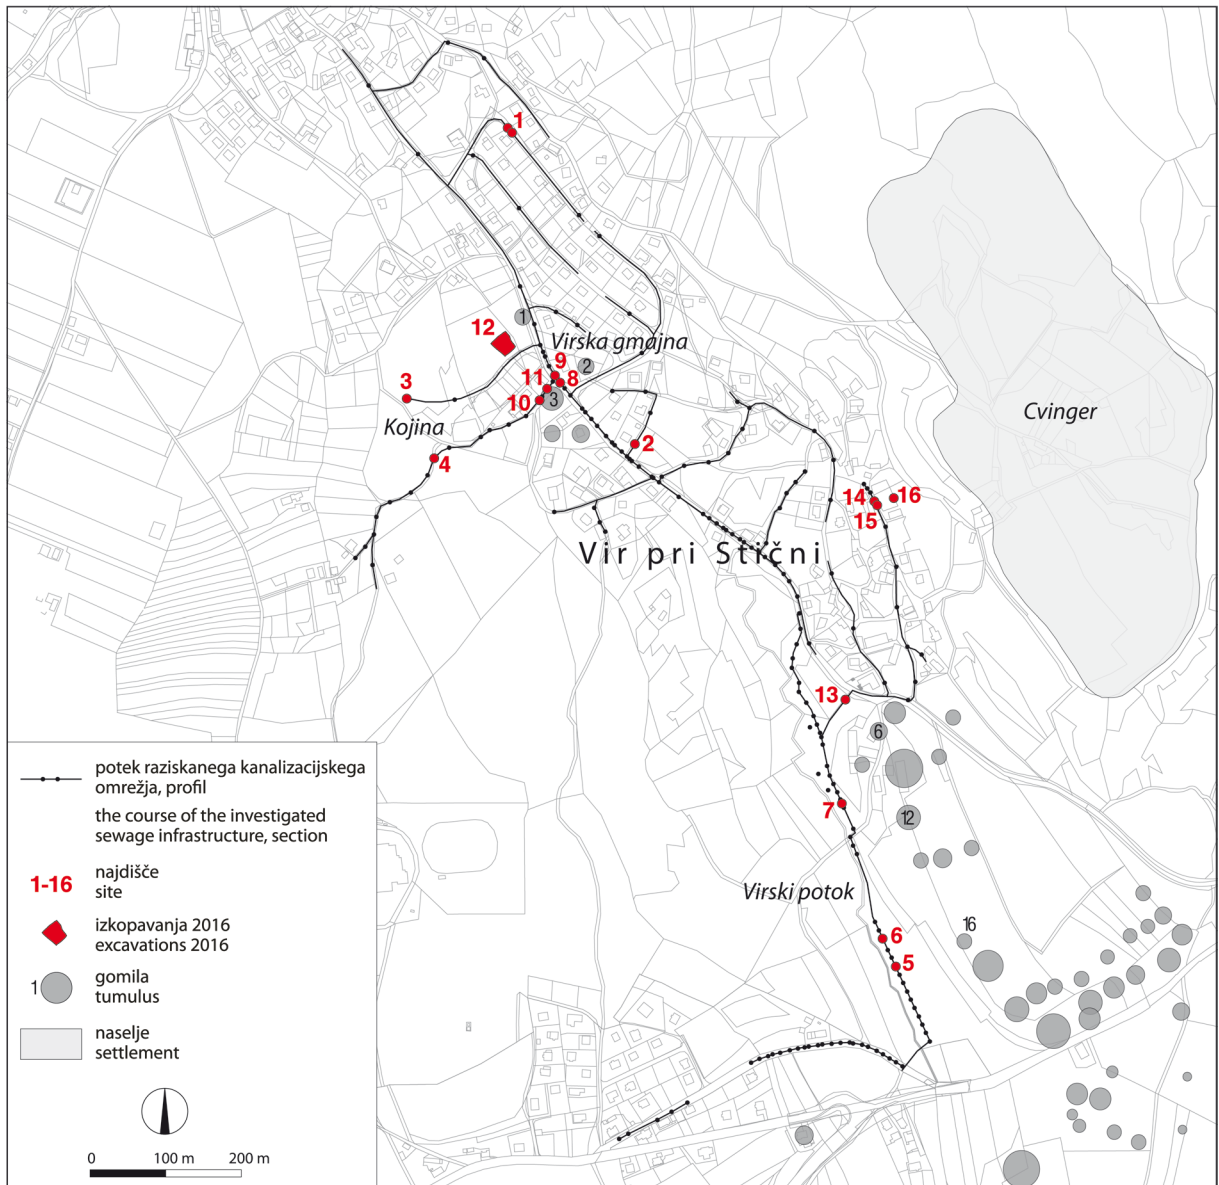 1
1
12
Virska gmajna
9
2
3
11
8
3
10
Kojina
Cvinger
2
4
14
16
15
Vir pri Stični
13
6
7
12
Virski potok
16
6
5
potek raziskanega kanalizacijskega
omrežja, profil
the course of the investigated
sewage infrastructure, section
1-16
najdišče
site
izkopavanja 2016
excavations 2016
1
gomila
tumulus
naselje
settlement
0
100 m
200 m